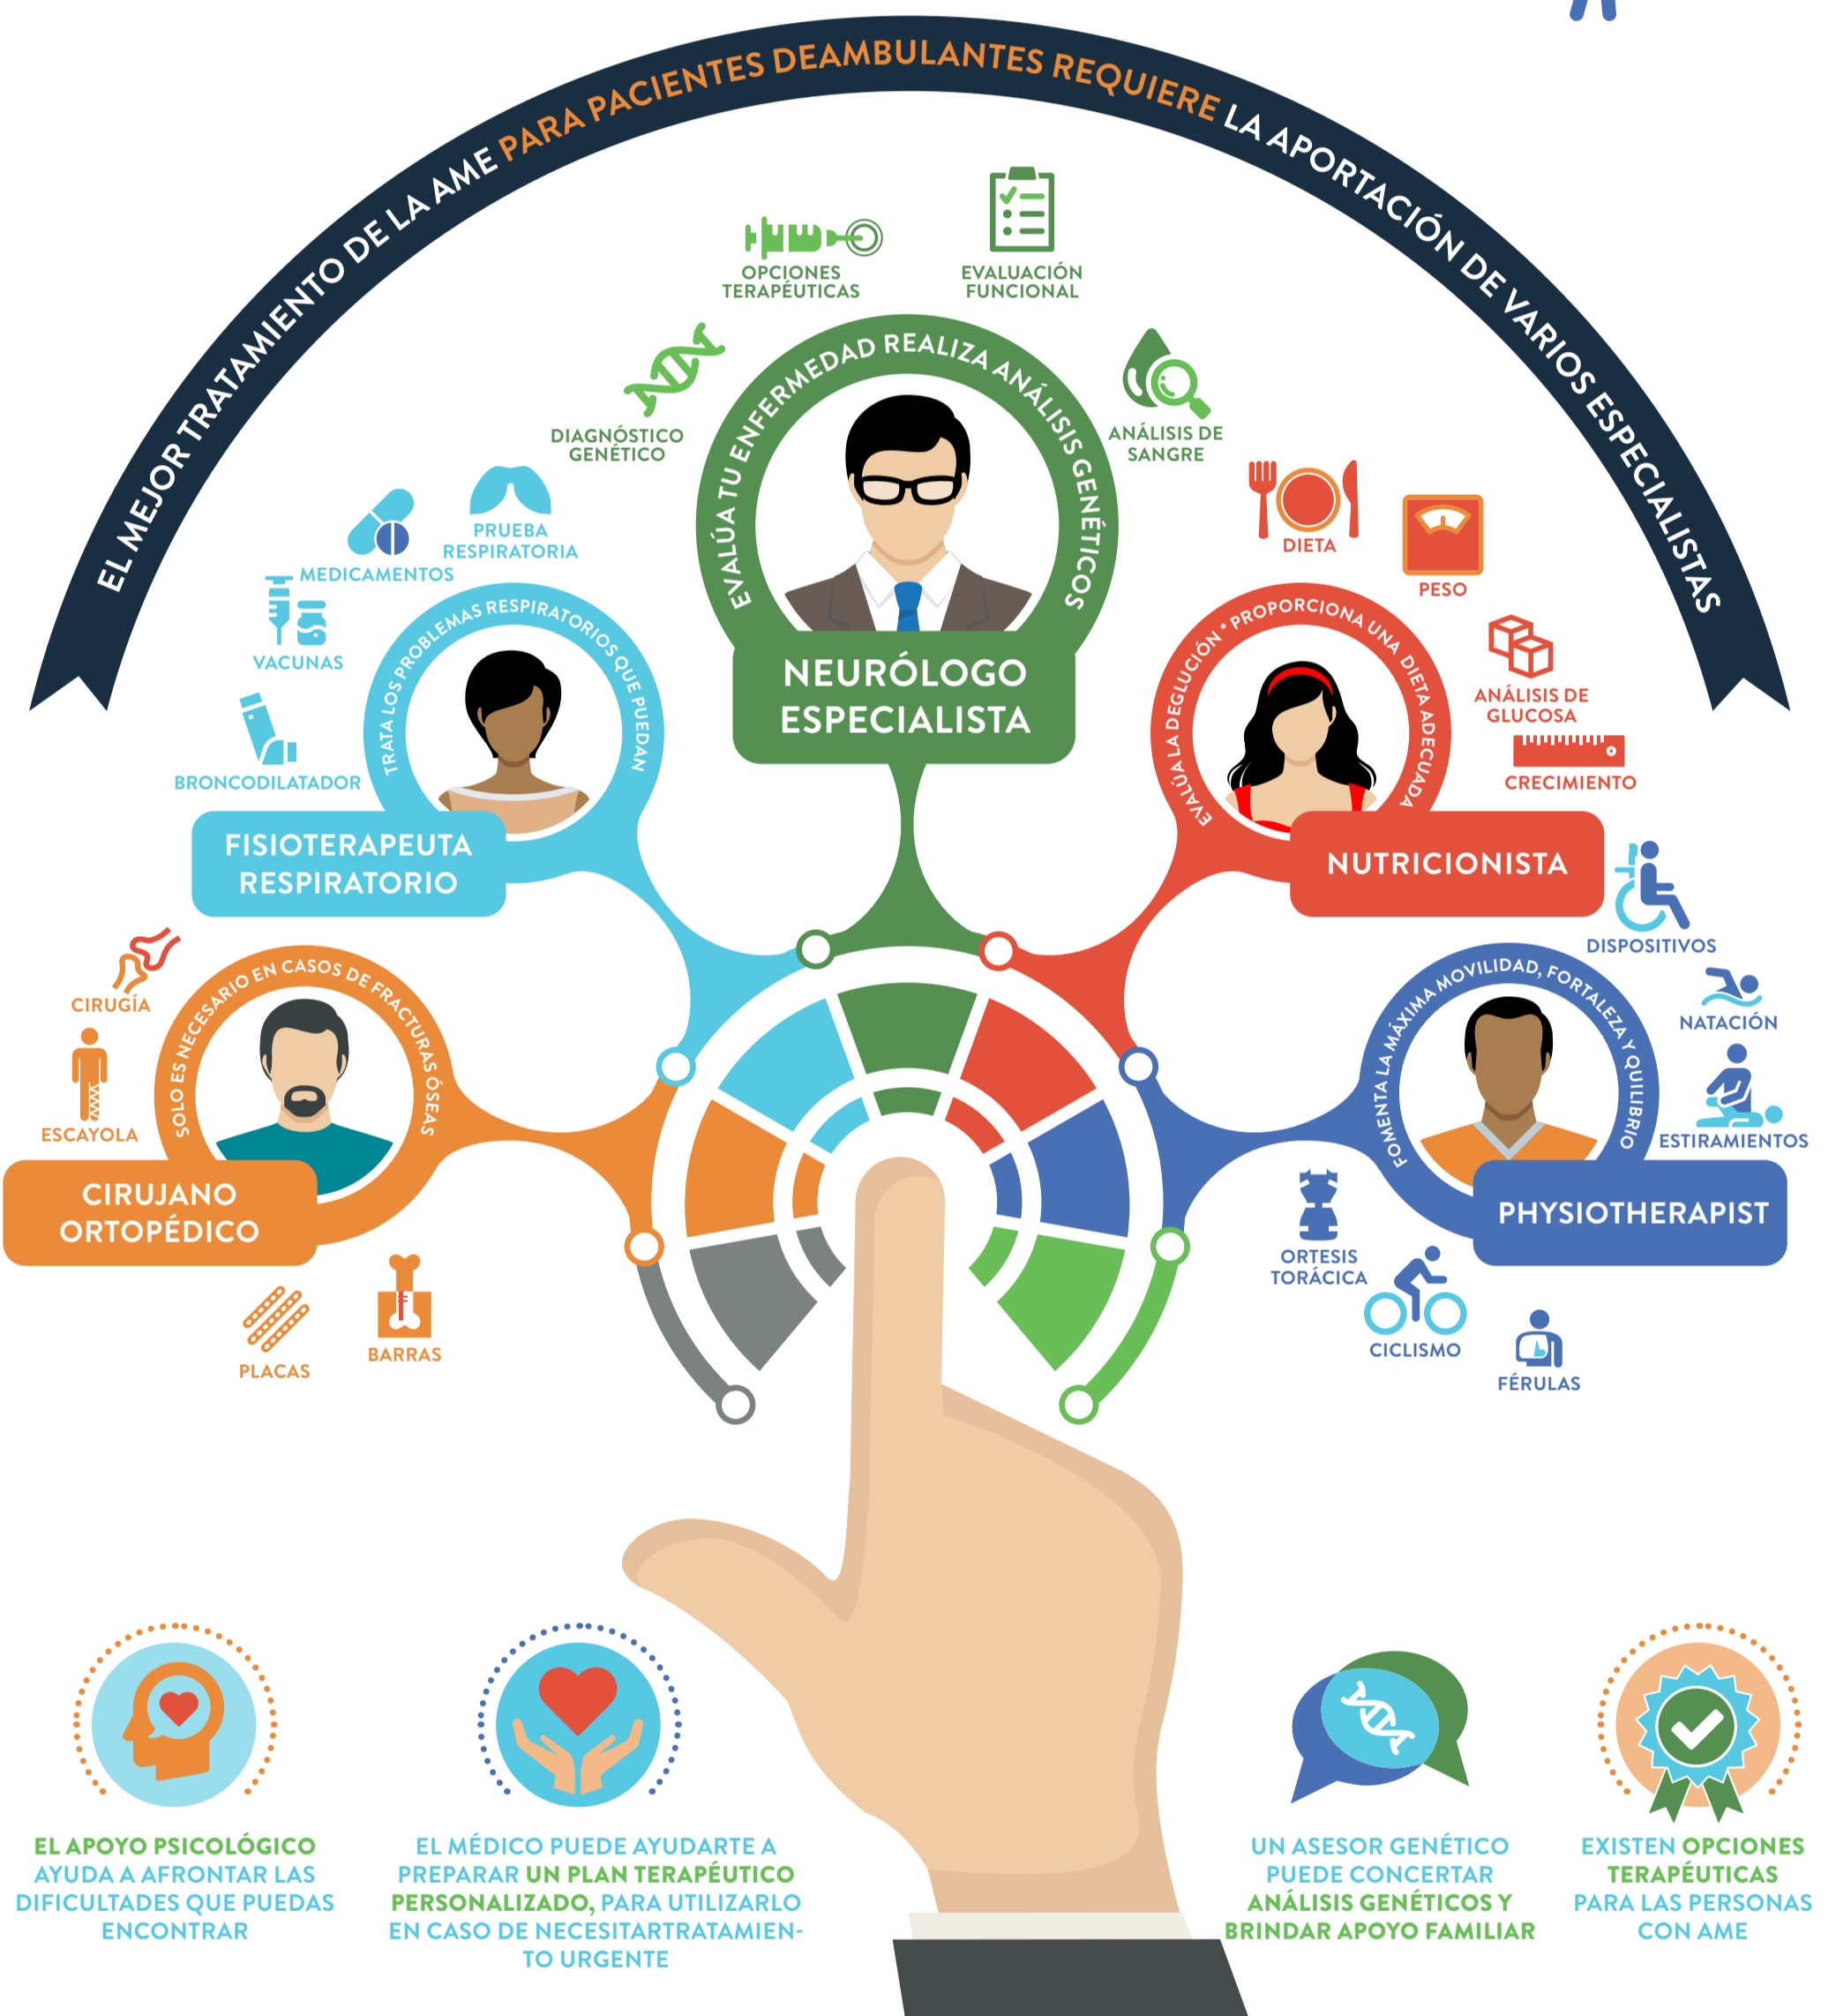 EL MEJOR TRATAMIENTO DE LA AME PARA PACIENTES DEAMBULANTES REQUIERE LA APORTACIÓN DE VARIOS ESPECIALISTAS
OPCIONES
TERAPÉUTICAS
EVALUACIÓN
FUNCIONAL
DIAGNÓSTICO
GENÉTICO
ANÁLISIS DE
SANGRE
EVALÚA TU ENFERMEDAD REALIZA ANÁLISIS GENÉTICOS
NEURÓLOGO
ESPECIALISTA
PRUEBA
RESPIRATORIA
MEDICAMENTOS
VACUNAS
BRONCODILATADOR
TRATA LOS PROBLEMAS RESPIRATORIOS QUE PUEDAN
FISIOTERAPEUTA
RESPIRATORIO
DIETA
PESO
ANÁLISIS DE
GLUCOSA
CRECIMIENTO
EVALÚA LA DEGLUCIÓN * PROPORCIONA UNA DIETA ADECUADA
NUTRICIONISTA
CIRUGÍA
ESCAYOLA
SOLO ES NECESARIO EN CASOS DE FRACTURAS ÓSEAS
CIRUJANO
ORTOPÉDICO
PLACAS
BARRAS
DISPOSITIVOS
NATACIÓN
ESTIRAMIENTOS
FOMENTA LA MÁXIMA MOVILIDAD, FORTALEZA Y QUILIBRIO
PHYSIOTHERAPIST
ORTESIS
TORÁCICA
CICLISMO
FÉRULAS
EL APOYO PSICOLÓGICO
AYUDA A AFRONTAR LAS
DIFICULTADES QUE PUEDAS
ENCONTRAR
EL MÉDICO PUEDE AYUDARTE A
PREPARAR UN PLAN TERAPÉUTICO
PERSONALIZADO, PARA UTILIZARLO
EN CASO DE NECESITARTRATAMIEN-
TO URGENTE
UN ASESOR GENÉTICO
PUEDE CONCERTAR
ANÁLISIS GENÉTICOS Y
BRINDAR APOYO FAMILIAR
EXISTEN OPCIONES
TERAPÉUTICAS
PARA LAS PERSONAS
CON AME